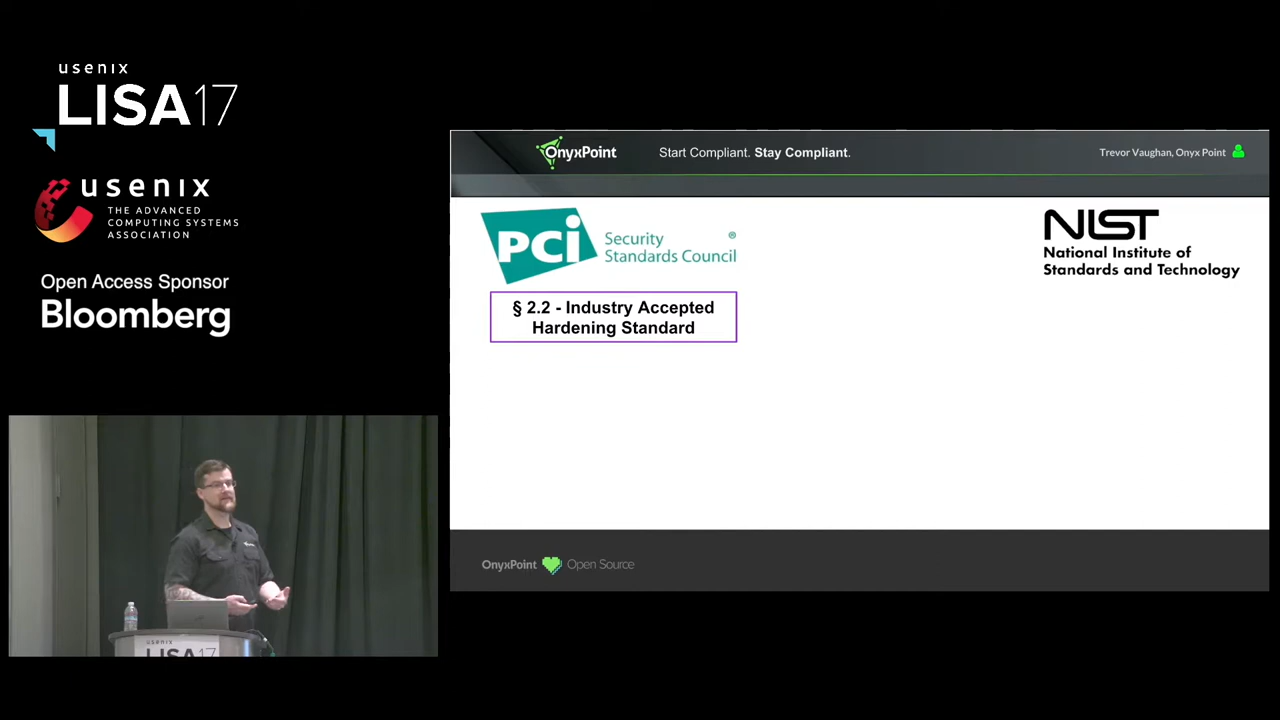 usenix
LISA17
usenix
THE ADVANCED
COMPUTING SYSTEMS
ASSOCIATION
Open Access Sponsor
Bloomberg
OnyxPoint
Start Compliant. Stay Compliant.
Trevor Vaughan, Onyx Point
PCi
Security
Standards Council
®
NIST
National Institute of
Standards and Technology
§ 2.2 - Industry Accepted
Hardening Standard
OnyxPoint
Open Source
usenix
LISA17